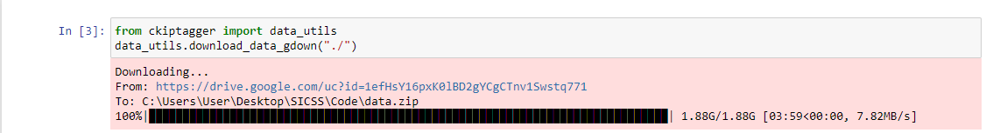 In [3]: from ckiptagger import data_utils
data_utils.download_data_gdown("./")
Downloading...
From: https://drive.google.com/uc?id=1efHsY16pxK0lBD2gYCgCTnv1Swstq771
To: C:\Users\User\Desktop\SICSS\Code\data.zip
100%|██████████| 1.88G/1.88G [03:59<00:00, 7.82MB/s]